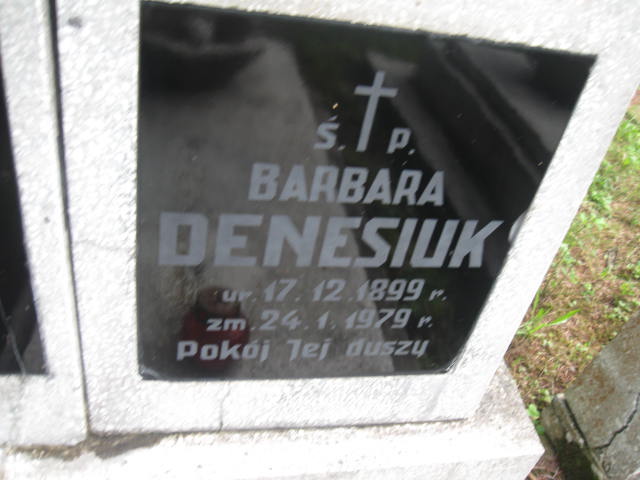 Ś. P.
BARBARA
DENESIUK
ur. 17. 12. 1899 r.
zm. 24. 1. 1979 r.
Pokój Jej duszy